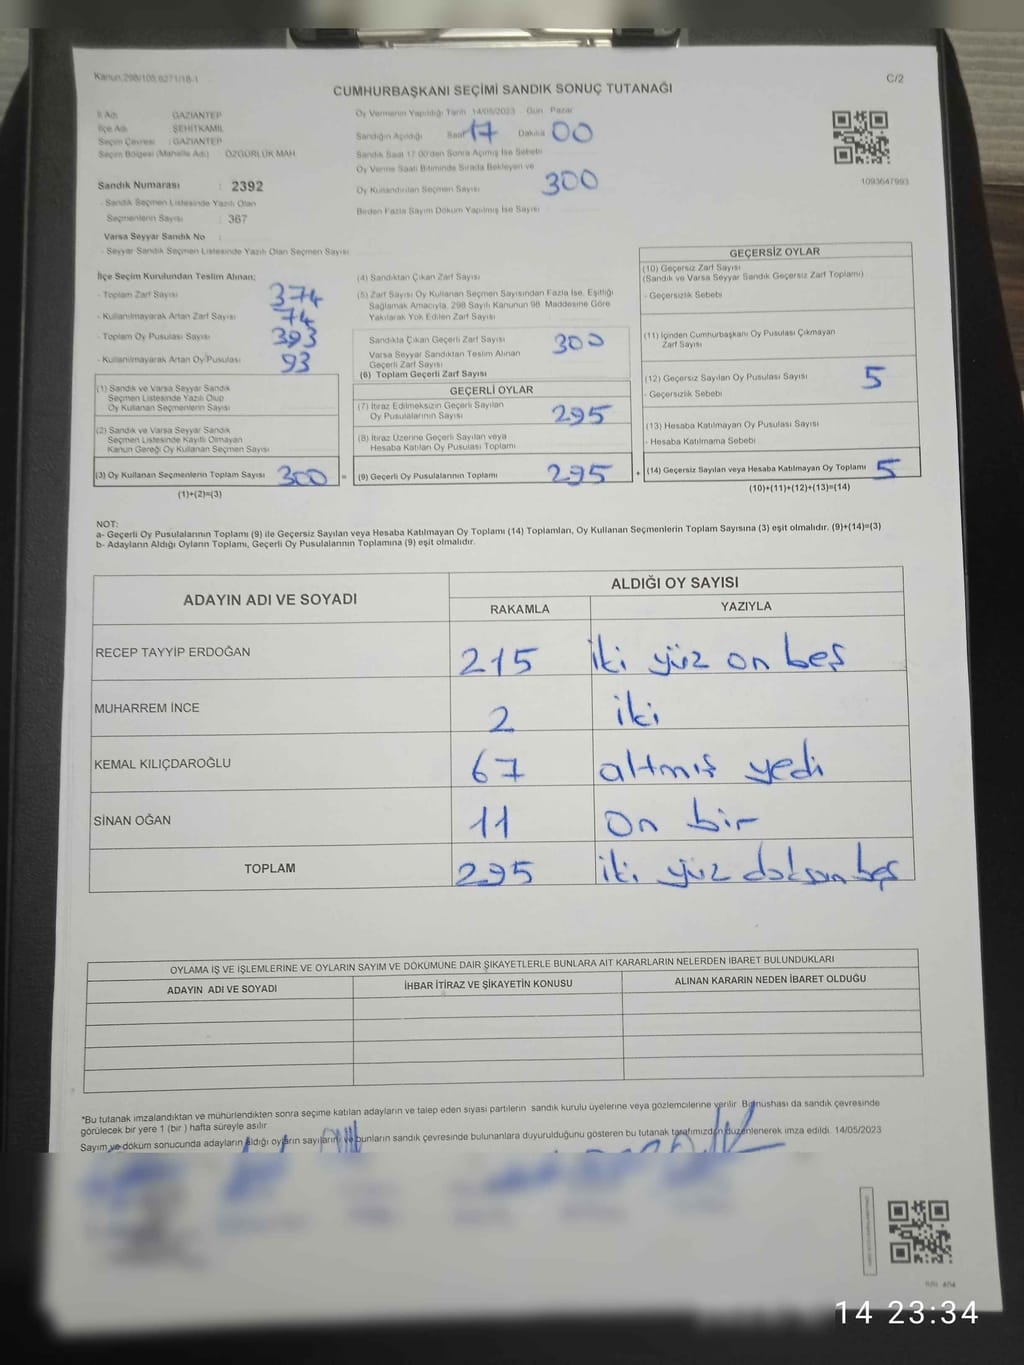 Kanun.298/105;6271/18-1
C/2
CUMHURBAŞKANI SEÇİMİ SANDIK SONUÇ TUTANAĞI
İl Adı GAZİANTEP
İlçe Adı ŞEHİTKAMİL
Seçim Çevresi : GAZİANTEP
Seçim Bölgesi (Mahalle Adı) : ÖZGÜRLÜK MAH.
Sandık Numarası : 2392
- Sandık Seçmen Listesinde Yazılı Olan
Seçmenlerin Sayısı : 367
Varsa Seyyar Sandık No :
- Seyyar Sandık Seçmen Listesinde Yazılı Olan Seçmen Sayısı
Oy Vermenin Yapıldığı Tarih 14/05/2023 Gün Pazar
Sandığın Açıldığı Saat 17 Dakika 00
Sandık Saat 17:00'den Sonra Açılmış İse Sebebi
Oy Verme Saati Bitiminde Sırada Bekleyen ve
Oy Kullandırılan Seçmen Sayısı 300
Birden Fazla Sayım Döküm Yapılmış İse Sayısı
1093647993
İlçe Seçim Kurulundan Teslim Alınan;
- Toplam Zarf Sayısı 374
- Kullanılmayarak Artan Zarf Sayısı 74
- Toplam Oy Pusulası Sayısı 393
- Kullanılmayarak Artan Oy Pusulası 93
(1) Sandık ve Varsa Seyyar Sandık
Seçmen Listesinde Yazılı Olup
Oy Kullanan Seçmenlerin Sayısı
(2) Sandık ve Varsa Seyyar Sandık
Seçmen Listesinde Kayıtlı Olmayan
Kanun Gereği Oy Kullanan Seçmen Sayısı
(3) Oy Kullanan Seçmenlerin Toplam Sayısı 300 =
(1)+(2)=(3)
(4) Sandıktan Çıkan Zarf Sayısı
(5) Zarf Sayısı Oy Kullanan Seçmen Sayısından Fazla İse, Eşitliği
Sağlamak Amacıyla, 298 Sayılı Kanunun 98. Maddesine Göre
Yakılarak Yok Edilen Zarf Sayısı
Sandıkta Çıkan Geçerli Zarf Sayısı 300
Varsa Seyyar Sandıktan Teslim Alınan
Geçerli Zarf Sayısı
(6) Toplam Geçerli Zarf Sayısı
GEÇERLİ OYLAR
(7) İtiraz Edilmeksizin Geçerli Sayılan
Oy Pusulalarının Sayısı 295
(8) İtiraz Üzerine Geçerli Sayılan veya
Hesaba Katılan Oy Pusulası Toplamı
(9) Geçerli Oy Pusulalarının Toplamı 295 +
GEÇERSİZ OYLAR
(10) Geçersiz Zarf Sayısı
(Sandık ve Varsa Seyyar Sandık Geçersiz Zarf Toplamı)
- Geçersizlik Sebebi
(11) İçinden Cumhurbaşkanı Oy Pusulası Çıkmayan
Zarf Sayısı
(12) Geçersiz Sayılan Oy Pusulası Sayısı 5
- Geçersizlik Sebebi
(13) Hesaba Katılmayan Oy Pusulası Sayısı
- Hesaba Katılmama Sebebi
(14) Geçersiz Sayılan veya Hesaba Katılmayan Oy Toplamı 5
(10)+(11)+(12)+(13)=(14)
NOT:
a- Geçerli Oy Pusulalarının Toplamı (9) ile Geçersiz Sayılan veya Hesaba Katılmayan Oy Toplamı (14) Toplamları, Oy Kullanan Seçmenlerin Toplam Sayısına (3) eşit olmalıdır. (9)+(14)=(3)
b- Adayların Aldığı Oyların Toplamı, Geçerli Oy Pusulalarının Toplamına (9) eşit olmalıdır.
ADAYIN ADI VE SOYADI ALDIĞI OY SAYISI
RAKAMLA YAZIYLA
RECEP TAYYİP ERDOĞAN 215 iki yüz on beş
MUHARREM İNCE 2 iki
KEMAL KILIÇDAROĞLU 67 altmış yedi
SİNAN OĞAN 11 on bir
TOPLAM 295 iki yüz doksan beş
OYLAMA İŞ VE İŞLEMLERİNE VE OYLARIN SAYIM VE DÖKÜMÜNE DAİR ŞİKAYETLERLE BUNLARA AİT KARARLARIN NELERDEN İBARET BULUNDUKLARI
ADAYIN ADI VE SOYADI İHBAR İTİRAZ VE ŞİKAYETİN KONUSU ALINAN KARARIN NEDEN İBARET OLDUĞU
*Bu tutanak imzalandıktan ve mühürlendikten sonra seçime katılan adayların ve talep eden siyasi partilerin sandık kurulu üyelerine veya gözlemcilerine verilir. Bir nüshası da sandık çevresinde
görülecek bir yere 1 (bir) hafta süreyle asılır.
Sayım ve döküm sonucunda adayların aldığı oyların sayılarını ve bunların sandık çevresinde bulunanlara duyurulduğunu gösteren bu tutanak tarafımızdan düzenlenerek imza edildi. 14/05/2023
14 23:34